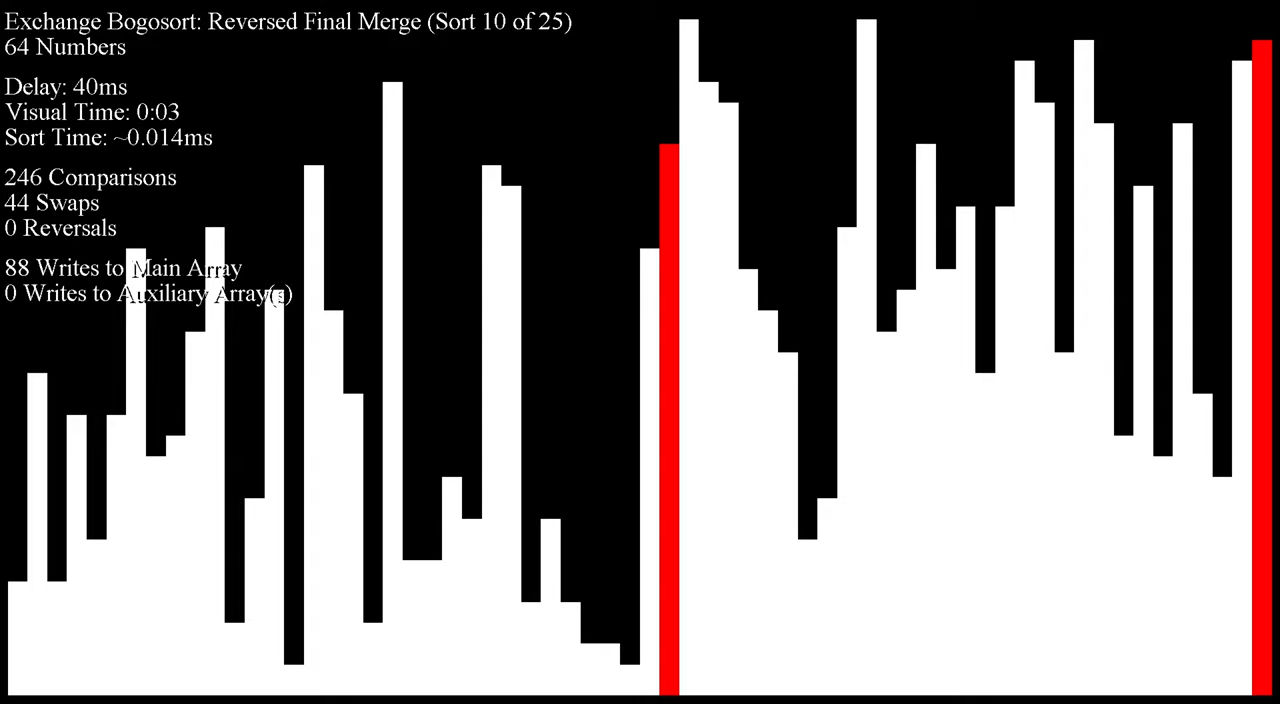 Exchange Bogosort: Reversed Final Merge (Sort 10 of 25)
64 Numbers
Delay: 40ms
Visual Time: 0:03
Sort Time: ~0.014ms
246 Comparisons
44 Swaps
0 Reversals
88 Writes to Main Array
0 Writes to Auxiliary Array(s)